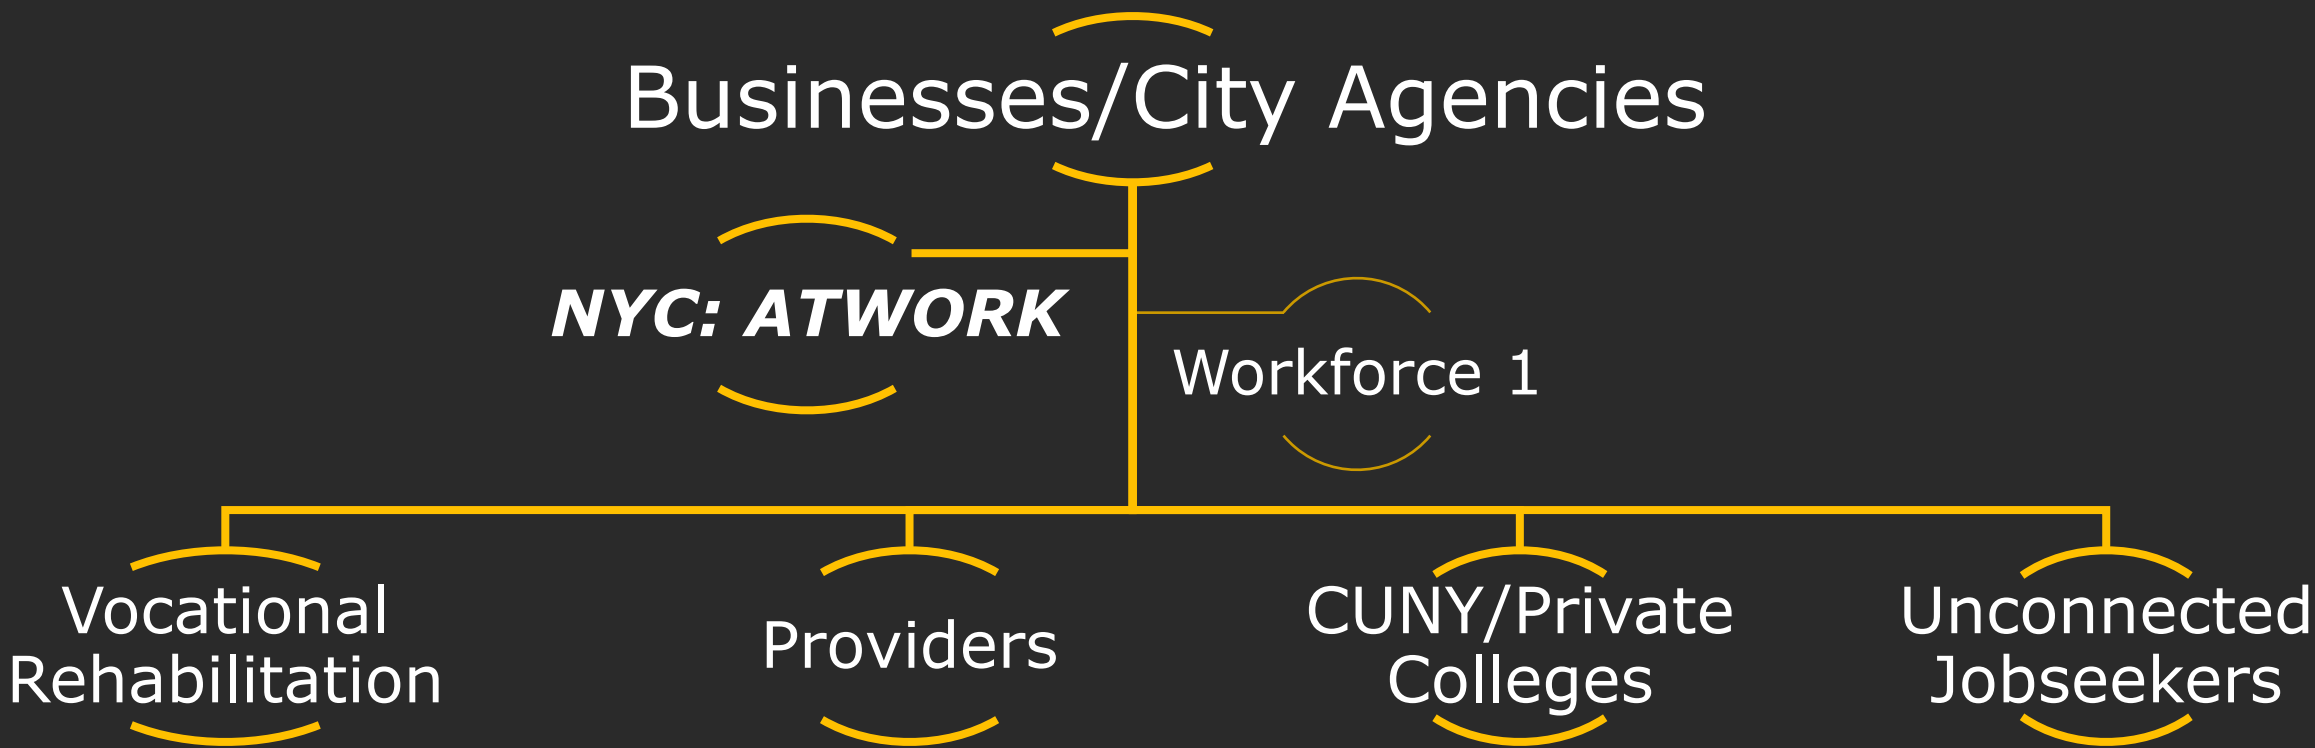 Businesses/City Agencies
NYC: ATWORK
Workforce 1
Vocational
Rehabilitation
Providers
CUNY/Private
Colleges
Unconnected
Jobseekers